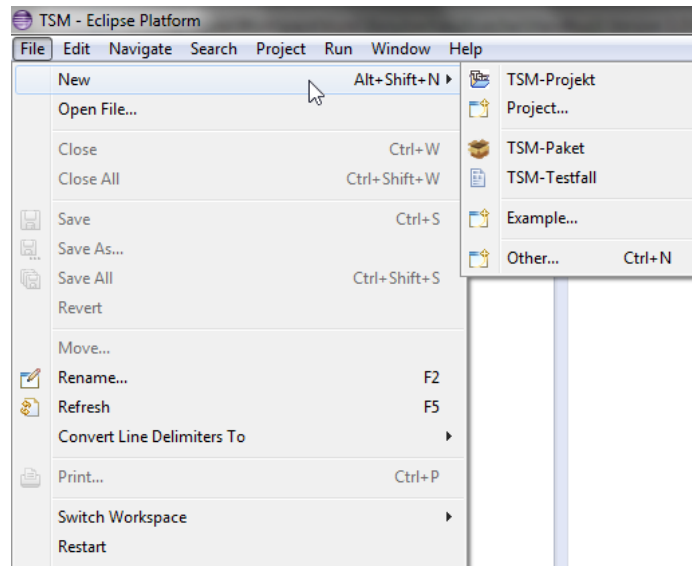 TSM - Eclipse Platform
File Edit Navigate Search Project Run Window Help
New Alt+Shift+N
Open File...
Close Ctrl+W
Close All Ctrl+Shift+W
Save Ctrl+S
Save As...
Save All Ctrl+Shift+S
Revert
Move...
Rename... F2
Refresh F5
Convert Line Delimiters To
Print... Ctrl+P
Switch Workspace
Restart
TSM-Projekt
Project...
TSM-Paket
TSM-Testfall
Example...
Other... Ctrl+N